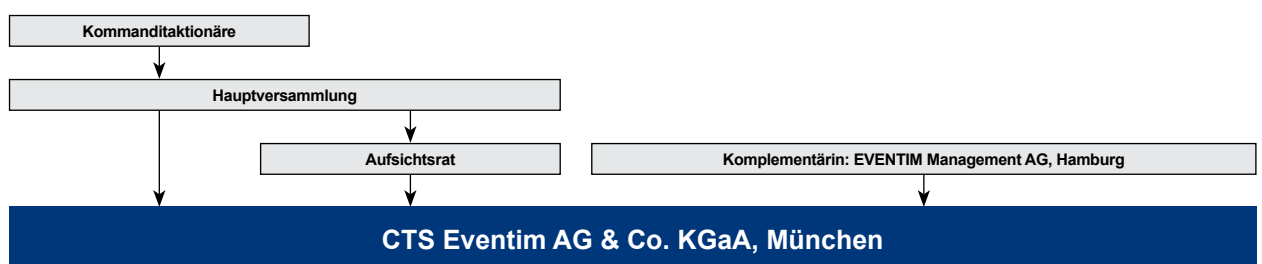 Kommanditaktionäre
Hauptversammlung
Aufsichtsrat
Komplementärin: EVENTIM Management AG, Hamburg
CTS Eventim AG & Co. KGaA, München